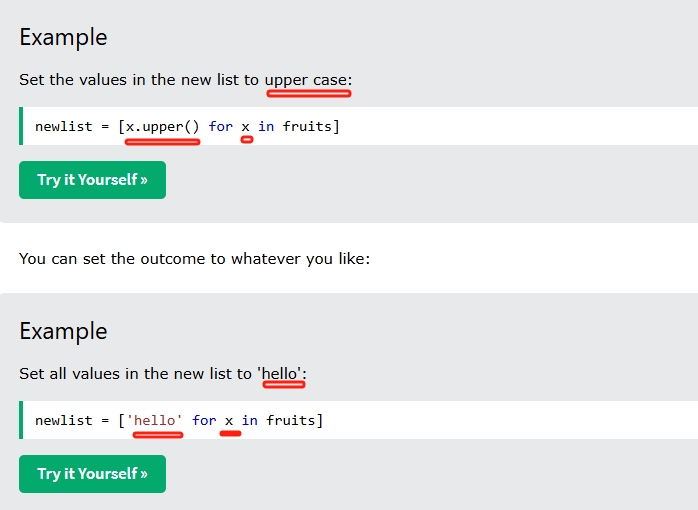 Example
Set the values in the new list to upper case:
newlist = [x.upper() for x in fruits]
Try it Yourself »
You can set the outcome to whatever you like:
Example
Set all values in the new list to 'hello':
newlist = ['hello' for x in fruits]
Try it Yourself »